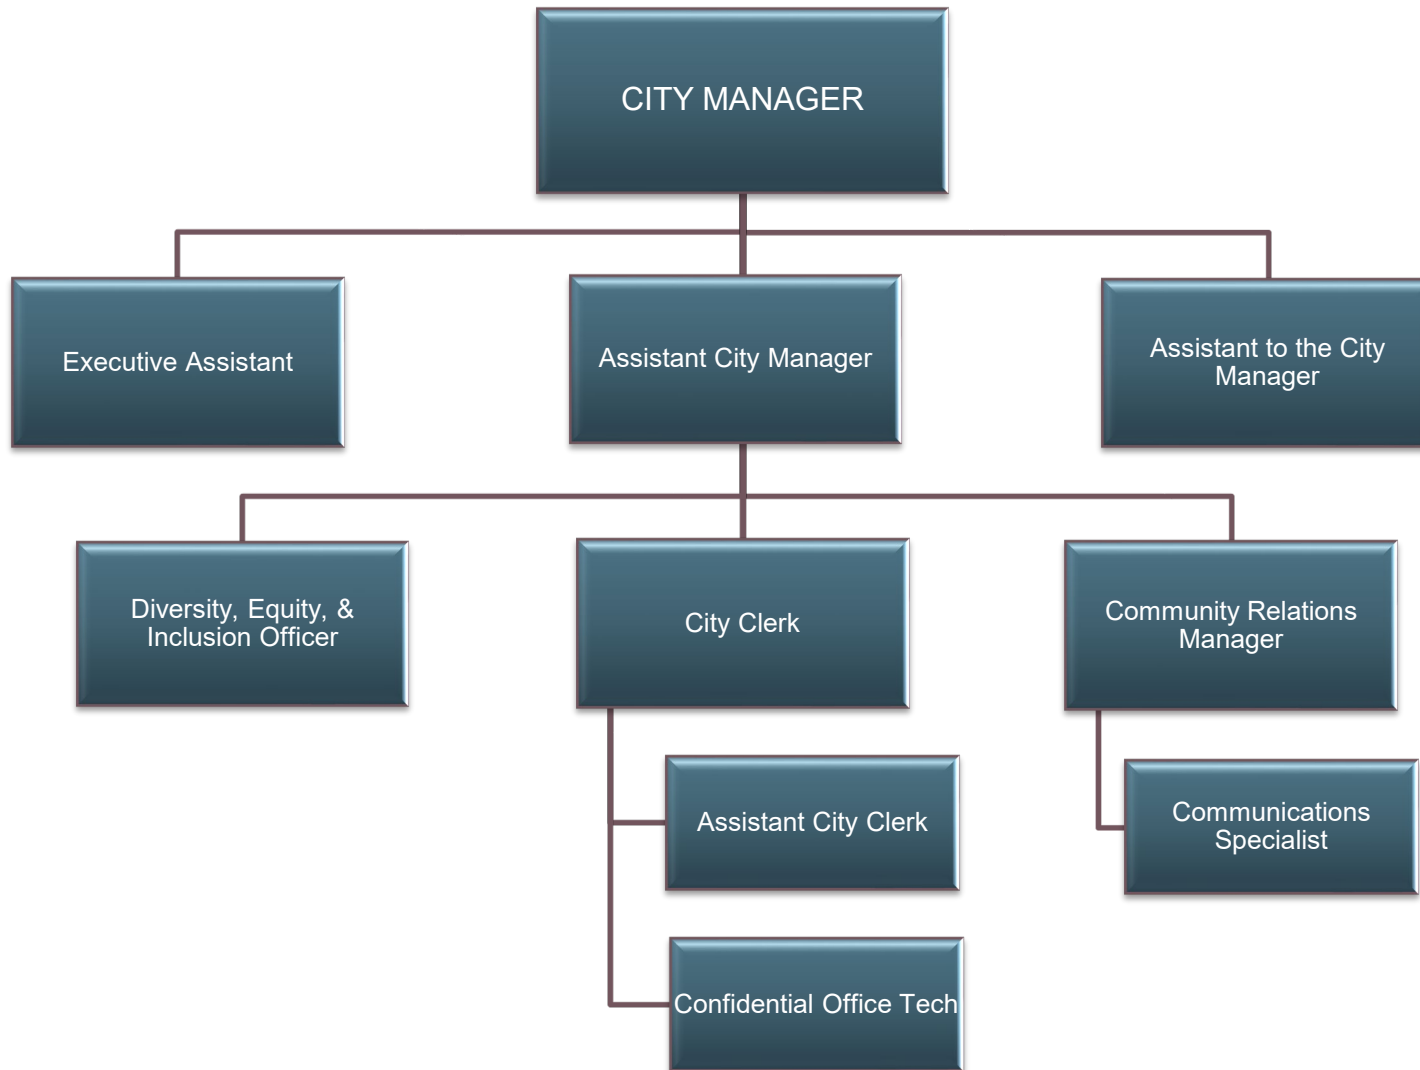 CITY MANAGER
Executive Assistant
Assistant City Manager
Assistant to the City
Manager
Diversity, Equity, &
Inclusion Officer
City Clerk
Community Relations
Manager
Assistant City Clerk
Communications
Specialist
Confidential Office Tech